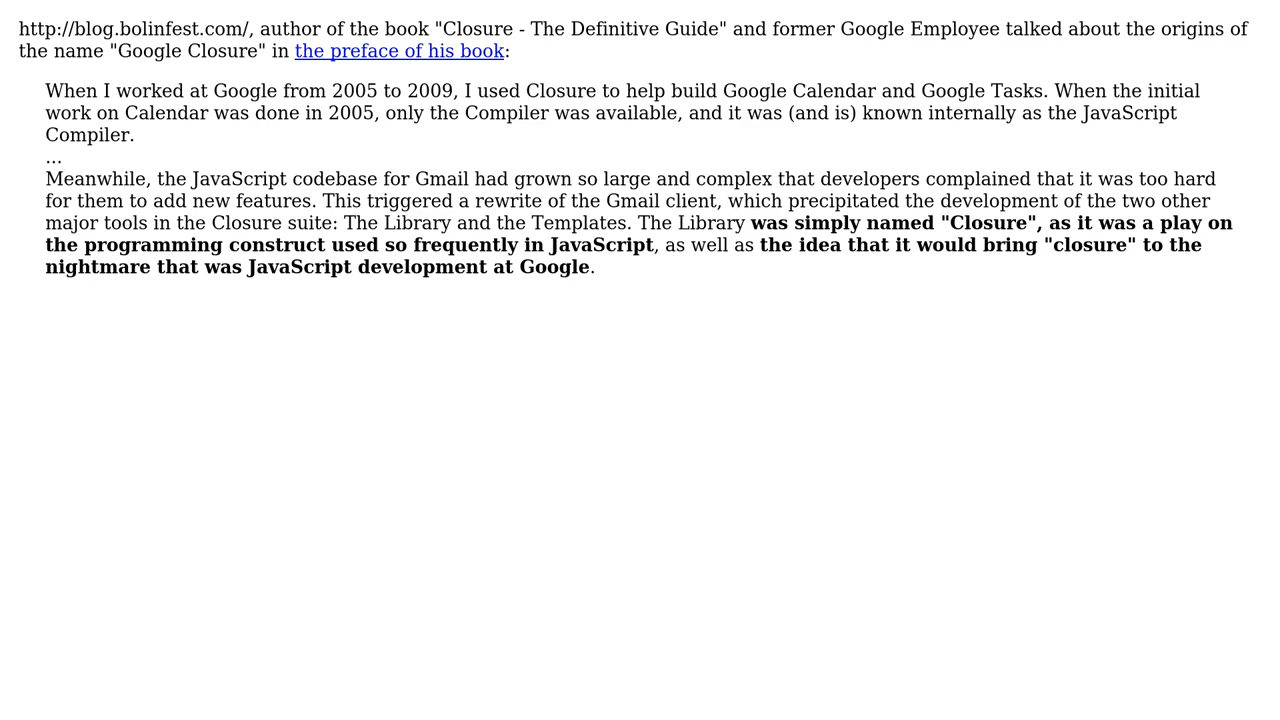 http://blog.bolinfest.com/, author of the book "Closure - The Definitive Guide" and former Google Employee talked about the origins of
the name "Google Closure" in the preface of his book:
When I worked at Google from 2005 to 2009, I used Closure to help build Google Calendar and Google Tasks. When the initial
work on Calendar was done in 2005, only the Compiler was available, and it was (and is) known internally as the JavaScript
Compiler.
...
Meanwhile, the JavaScript codebase for Gmail had grown so large and complex that developers complained that it was too hard
for them to add new features. This triggered a rewrite of the Gmail client, which precipitated the development of the two other
major tools in the Closure suite: The Library and the Templates. The Library was simply named "Closure", as it was a play on
the programming construct used so frequently in JavaScript, as well as the idea that it would bring "closure" to the
nightmare that was JavaScript development at Google.